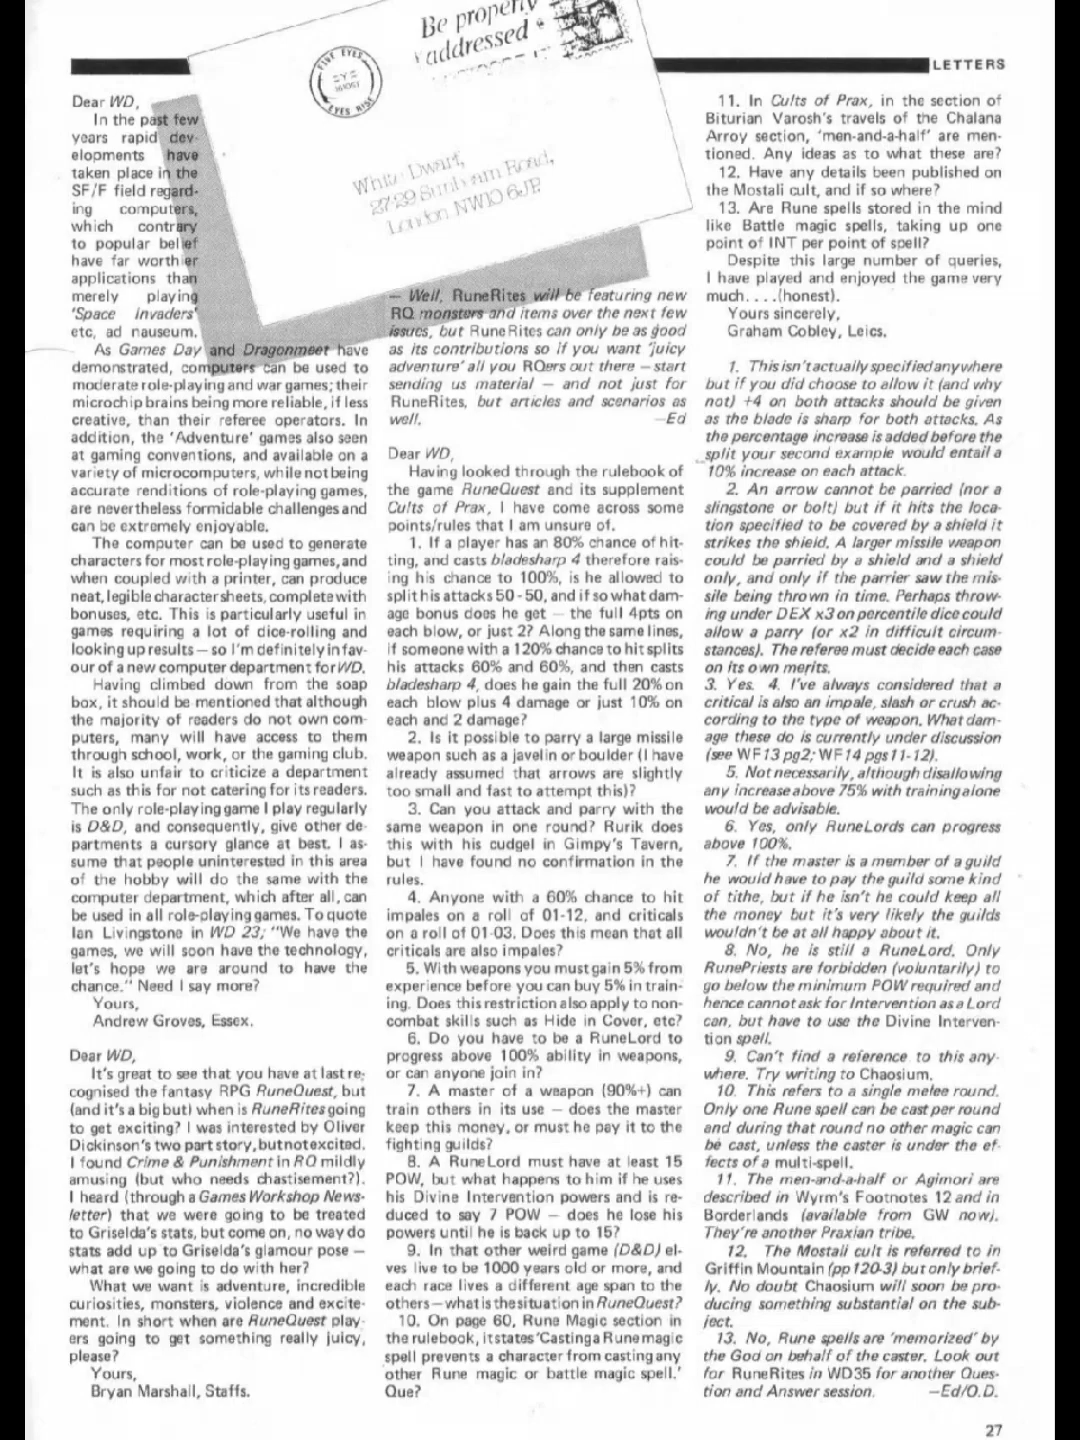 Be properly
addressed
FIVE EYES
EYES RISE
White Dwarf,
27-29 Sunbeam Road,
London NW10 6JP.
LETTERS
Dear WD,
In the past few
years rapid dev-
elopments have
taken place in the
SF/F field regard-
ing computers,
which contrary
to popular belief
have far worthier
applications than
merely playing
'Space Invaders'
etc, ad nauseum.
As Games Day and Dragonmeet have
demonstrated, computers can be used to
moderate role-playing and war games; their
microchip brains being more reliable, if less
creative, than their referee operators. In
addition, the 'Adventure' games also seen
at gaming conventions, and available on a
variety of microcomputers, while not being
accurate renditions of role-playing games,
are nevertheless formidable challenges and
can be extremely enjoyable.
The computer can be used to generate
characters for most role-playing games, and
when coupled with a printer, can produce
neat, legible character sheets, complete with
bonuses, etc. This is particularly useful in
games requiring a lot of dice-rolling and
looking up results — so I'm definitely in fav-
our of a new computer department for WD.
Having climbed down from the soap
box, it should be mentioned that although
the majority of readers do not own com-
puters, many will have access to them
through school, work, or the gaming club.
It is also unfair to criticize a department
such as this for not catering for its readers.
The only role-playing game I play regularly
is D&D, and consequently, give other de-
partments a cursory glance at best. I as-
sume that people uninterested in this area
of the hobby will do the same with the
computer department, which after all, can
be used in all role-playing games. To quote
Ian Livingstone in WD 23; "We have the
games, we will soon have the technology,
let's hope we are around to have the
chance." Need I say more?
Yours,
Andrew Groves, Essex.
Dear WD,
It's great to see that you have at last re-
cognised the fantasy RPG RuneQuest, but
(and it's a big but) when is RuneRites going
to get exciting? I was interested by Oliver
Dickinson's two part story, but not excited.
I found Crime & Punishment in RQ mildly
amusing (but who needs chastisement?).
I heard (through a Games Workshop News-
letter) that we were going to be treated
to Griselda's stats, but come on, no way do
stats add up to Griselda's glamour pose —
what are we going to do with her?
What we want is adventure, incredible
curiosities, monsters, violence and excite-
ment. In short when are RuneQuest play-
ers going to get something really juicy,
please?
Yours,
Bryan Marshall, Staffs.
— Well, RuneRites will be featuring new
RQ monsters and items over the next few
issues, but RuneRites can only be as good
as its contributions so if you want 'juicy
adventure' all you RQers out there — start
sending us material — and not just for
RuneRites, but articles and scenarios as
well. —Ed
Dear WD,
Having looked through the rulebook of
the game RuneQuest and its supplement
Cults of Prax, I have come across some
points/rules that I am unsure of.
1. If a player has an 80% chance of hit-
ting, and casts bladesharp 4 therefore rais-
ing his chance to 100%, is he allowed to
split his attacks 50 - 50, and if so what dam-
age bonus does he get — the full 4pts on
each blow, or just 2? Along the same lines,
if someone with a 120% chance to hit splits
his attacks 60% and 60%, and then casts
bladesharp 4, does he gain the full 20% on
each blow plus 4 damage or just 10% on
each and 2 damage?
2. Is it possible to parry a large missile
weapon such as a javelin or boulder (I have
already assumed that arrows are slightly
too small and fast to attempt this)?
3. Can you attack and parry with the
same weapon in one round? Rurik does
this with his cudgel in Gimpy's Tavern,
but I have found no confirmation in the
rules.
4. Anyone with a 60% chance to hit
impales on a roll of 01-12, and criticals
on a roll of 01-03. Does this mean that all
criticals are also impales?
5. With weapons you must gain 5% from
experience before you can buy 5% in train-
ing. Does this restriction also apply to non-
combat skills such as Hide in Cover, etc?
6. Do you have to be a RuneLord to
progress above 100% ability in weapons,
or can anyone join in?
7. A master of a weapon (90%+) can
train others in its use — does the master
keep this money, or must he pay it to the
fighting guilds?
8. A RuneLord must have at least 15
POW, but what happens to him if he uses
his Divine Intervention powers and is re-
duced to say 7 POW — does he lose his
powers until he is back up to 15?
9. In that other weird game (D&D) el-
ves live to be 1000 years old or more, and
each race lives a different age span to the
others — what is the situation in RuneQuest?
10. On page 60, Rune Magic section in
the rulebook, it states 'Casting a Rune magic
spell prevents a character from casting any
other Rune magic or battle magic spell.'
Que?
11. In Cults of Prax, in the section of
Biturian Varosh's travels of the Chalana
Arroy section, 'men-and-a-half' are men-
tioned. Any ideas as to what these are?
12. Have any details been published on
the Mostali cult, and if so where?
13. Are Rune spells stored in the mind
like Battle magic spells, taking up one
point of INT per point of spell?
Despite this large number of queries,
I have played and enjoyed the game very
much. . . .(honest).
Yours sincerely,
Graham Cobley, Leics.
1. This isn't actually specified anywhere
but if you did choose to allow it (and why
not) +4 on both attacks should be given
as the blade is sharp for both attacks. As
the percentage increase is added before the
split your second example would entail a
10% increase on each attack.
2. An arrow cannot be parried (nor a
slingstone or bolt) but if it hits the loca-
tion specified to be covered by a shield it
strikes the shield. A larger missile weapon
could be parried by a shield and a shield
only, and only if the parrier saw the mis-
sile being thrown in time. Perhaps throw-
ing under DEX x3 on percentile dice could
allow a parry (or x2 in difficult circum-
stances). The referee must decide each case
on its own merits.
3. Yes. 4. I've always considered that a
critical is also an impale, slash or crush ac-
cording to the type of weapon. What dam-
age these do is currently under discussion
(see WF13 pg2; WF14 pgs11-12).
5. Not necessarily, although disallowing
any increase above 75% with training alone
would be advisable.
6. Yes, only RuneLords can progress
above 100%.
7. If the master is a member of a guild
he would have to pay the guild some kind
of tithe, but if he isn't he could keep all
the money but it's very likely the guilds
wouldn't be at all happy about it.
8. No, he is still a RuneLord. Only
RunePriests are forbidden (voluntarily) to
go below the minimum POW required and
hence cannot ask for Intervention as a Lord
can, but have to use the Divine Interven-
tion spell.
9. Can't find a reference to this any-
where. Try writing to Chaosium.
10. This refers to a single melee round.
Only one Rune spell can be cast per round
and during that round no other magic can
be cast, unless the caster is under the ef-
fects of a multi-spell.
11. The men-and-a-half or Agimori are
described in Wyrm's Footnotes 12 and in
Borderlands (available from GW now).
They're another Praxian tribe.
12. The Mostali cult is referred to in
Griffin Mountain (pp 120-3) but only brief-
ly. No doubt Chaosium will soon be pro-
ducing something substantial on the sub-
ject.
13. No, Rune spells are 'memorized' by
the God on behalf of the caster. Look out
for RuneRites in WD35 for another Ques-
tion and Answer session. —Ed/O.D.
27